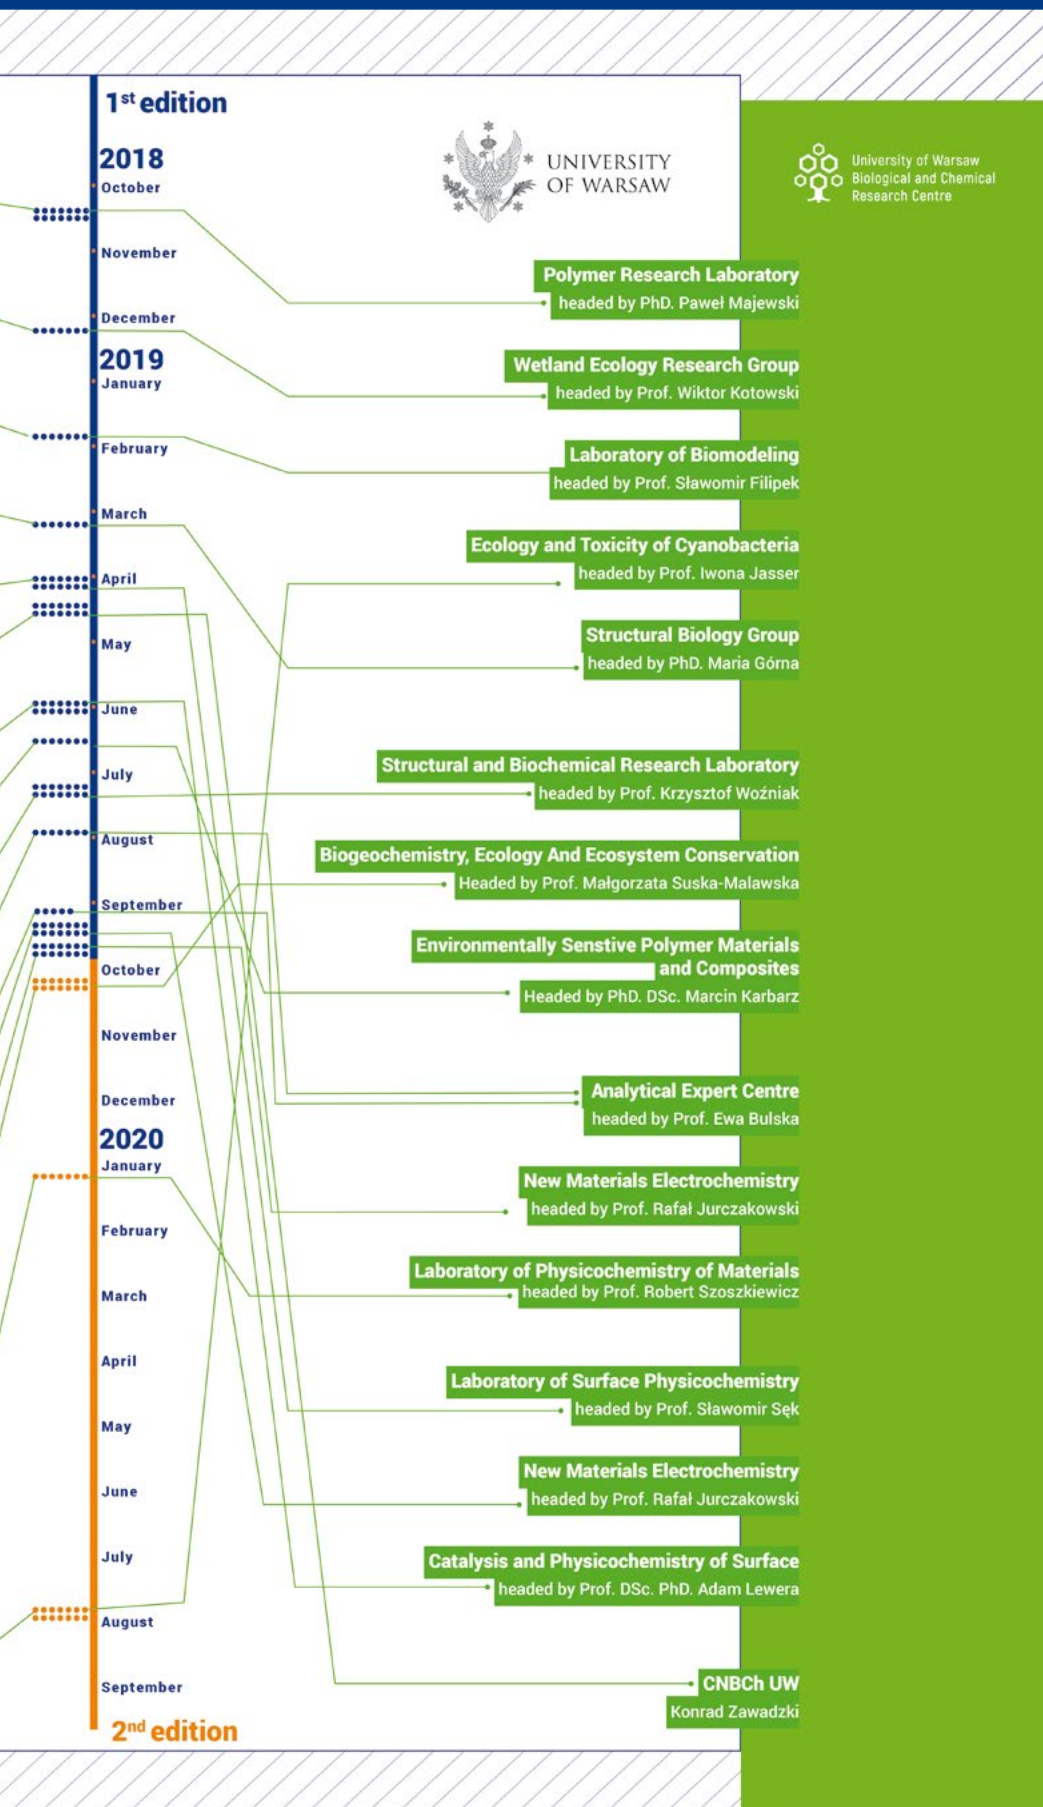 1st edition
2018
October
November
December
2019
January
February
March
April
May
June
July
August
September
October
November
December
2020
January
February
March
April
May
June
July
August
September
2nd edition
UNIVERSITY
OF WARSAW
University of Warsaw
Biological and Chemical
Research Centre
Polymer Research Laboratory
headed by PhD. Paweł Majewski
Wetland Ecology Research Group
headed by Prof. Wiktor Kotowski
Laboratory of Biomodeling
headed by Prof. Sławomir Filipek
Ecology and Toxicity of Cyanobacteria
headed by Prof. Iwona Jasser
Structural Biology Group
headed by PhD. Maria Górna
Structural and Biochemical Research Laboratory
headed by Prof. Krzysztof Woźniak
Biogeochemistry, Ecology And Ecosystem Conservation
Headed by Prof. Małgorzata Suska-Malawska
Environmentally Senstive Polymer Materials
and Composites
Headed by PhD. DSc. Marcin Karbarz
Analytical Expert Centre
headed by Prof. Ewa Bulska
New Materials Electrochemistry
headed by Prof. Rafał Jurczakowski
Laboratory of Physicochemistry of Materials
headed by Prof. Robert Szoszkiewicz
Laboratory of Surface Physicochemistry
headed by Prof. Sławomir Sęk
New Materials Electrochemistry
headed by Prof. Rafał Jurczakowski
Catalysis and Physicochemistry of Surface
headed by Prof. DSc. PhD. Adam Lewera
CNBCh UW
Konrad Zawadzki